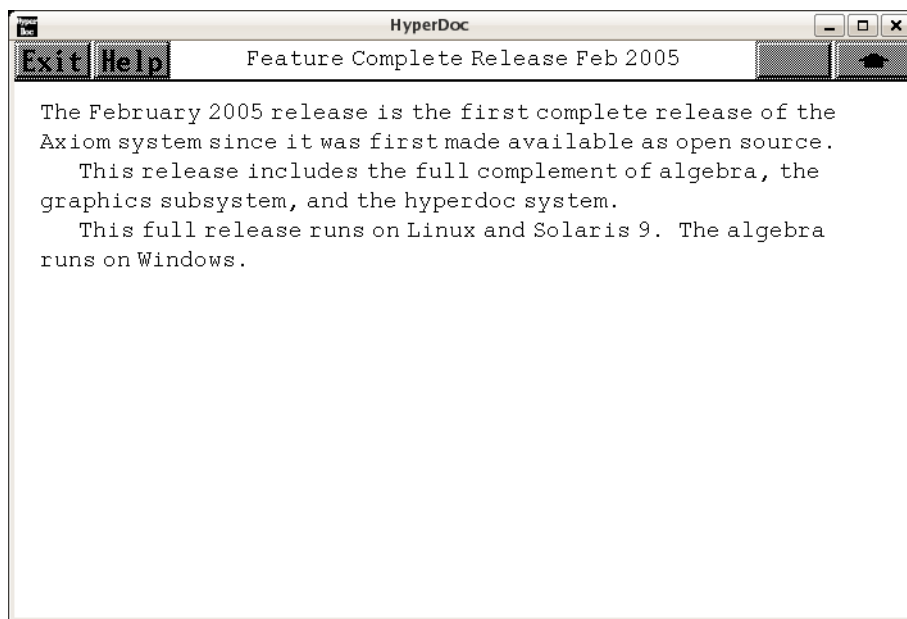 Hyper
Doc
HyperDoc
Exit Help
Feature Complete Release Feb 2005
The February 2005 release is the first complete release of the
Axiom system since it was first made available as open source.
This release includes the full complement of algebra, the
graphics subsystem, and the hyperdoc system.
This full release runs on Linux and Solaris 9. The algebra
runs on Windows.